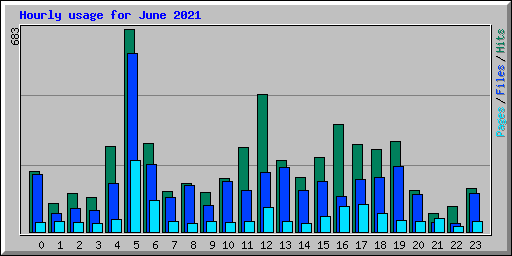 Hourly usage for June 2021
683
Pages/Files/Hits
0 1 2 3 4 5 6 7 8 9 10 11 12 13 14 15 16 17 18 19 20 21 22 23